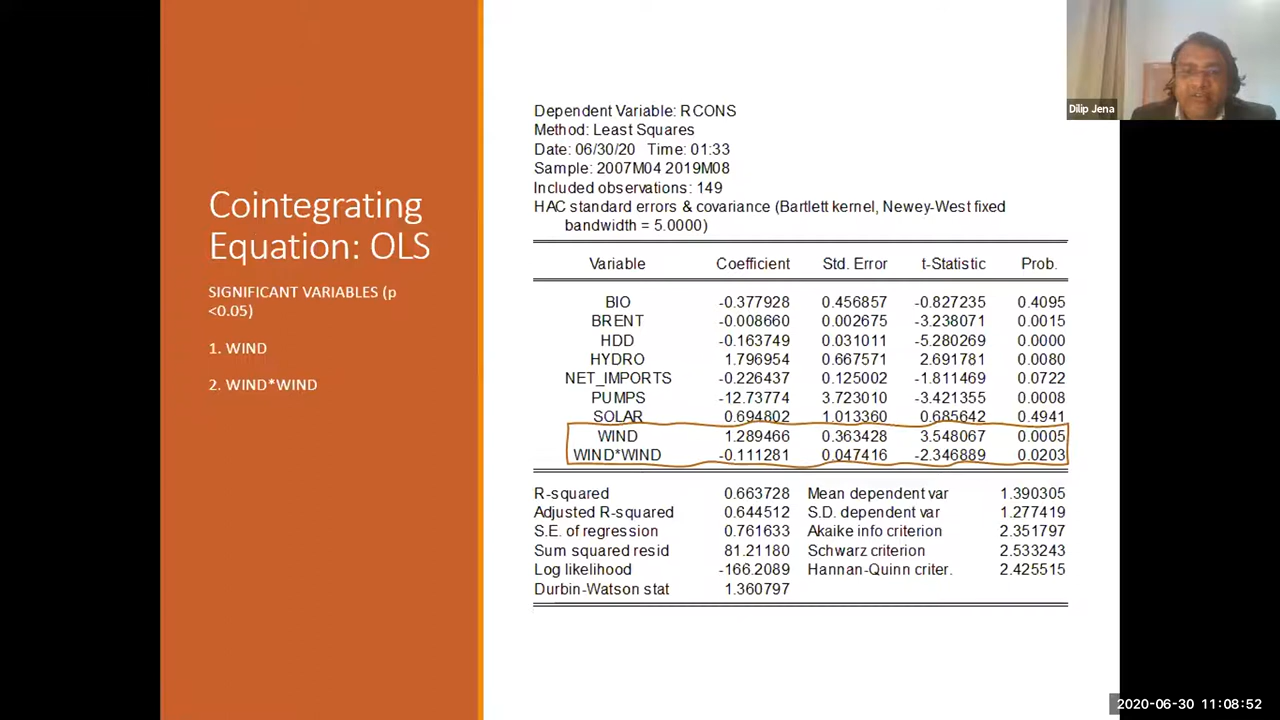 Cointegrating
Equation: OLS
SIGNIFICANT VARIABLES (p
<0.05)
1. WIND
2. WIND*WIND
Dependent Variable: RCONS
Method: Least Squares
Date: 06/30/20 Time: 01:33
Sample: 2007M04 2019M08
Included observations: 149
HAC standard errors & covariance (Bartlett kernel, Newey-West fixed
bandwidth = 5.0000)
Variable Coefficient Std. Error t-Statistic Prob.
BIO -0.377928 0.456857 -0.827235 0.4095
BRENT -0.008660 0.002675 -3.238071 0.0015
HDD -0.163749 0.031011 -5.280269 0.0000
HYDRO 1.796954 0.667571 2.691781 0.0080
NET_IMPORTS -0.226437 0.125002 -1.811469 0.0722
PUMPS -12.73774 3.723010 -3.421355 0.0008
SOLAR 0.694802 1.013360 0.685642 0.4941
WIND 1.289466 0.363428 3.548067 0.0005
WIND*WIND -0.111281 0.047416 -2.346889 0.0203
R-squared 0.663728 Mean dependent var 1.390305
Adjusted R-squared 0.644512 S.D. dependent var 1.277419
S.E. of regression 0.761633 Akaike info criterion 2.351797
Sum squared resid 81.21180 Schwarz criterion 2.533243
Log likelihood -166.2089 Hannan-Quinn criter. 2.425515
Durbin-Watson stat 1.360797
Dilip Jena
2020-06-30 11:08:52